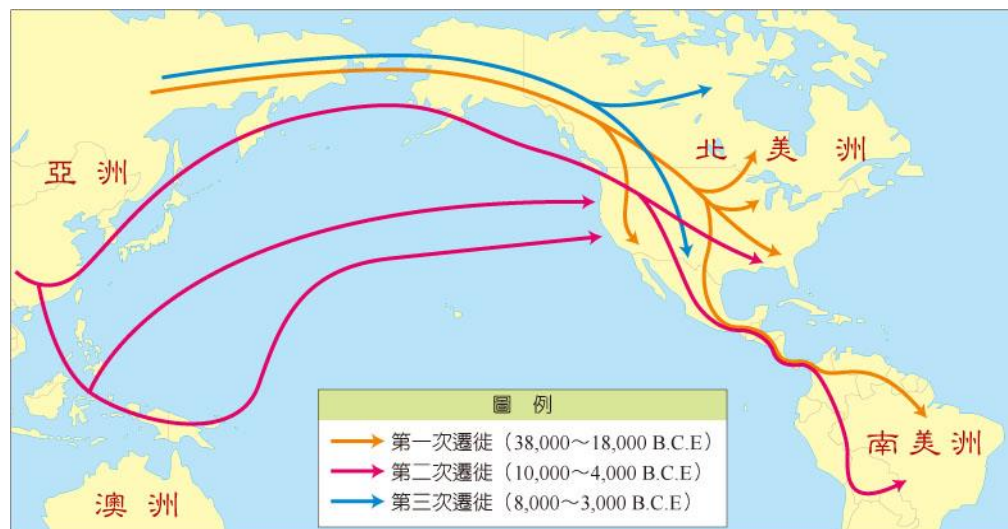 亞洲
北美洲
圖例
第一次遷徙（38,000～18,000 B.C.E）
第二次遷徙（10,000～4,000 B.C.E）
第三次遷徙（8,000～3,000 B.C.E）
南美洲
澳洲